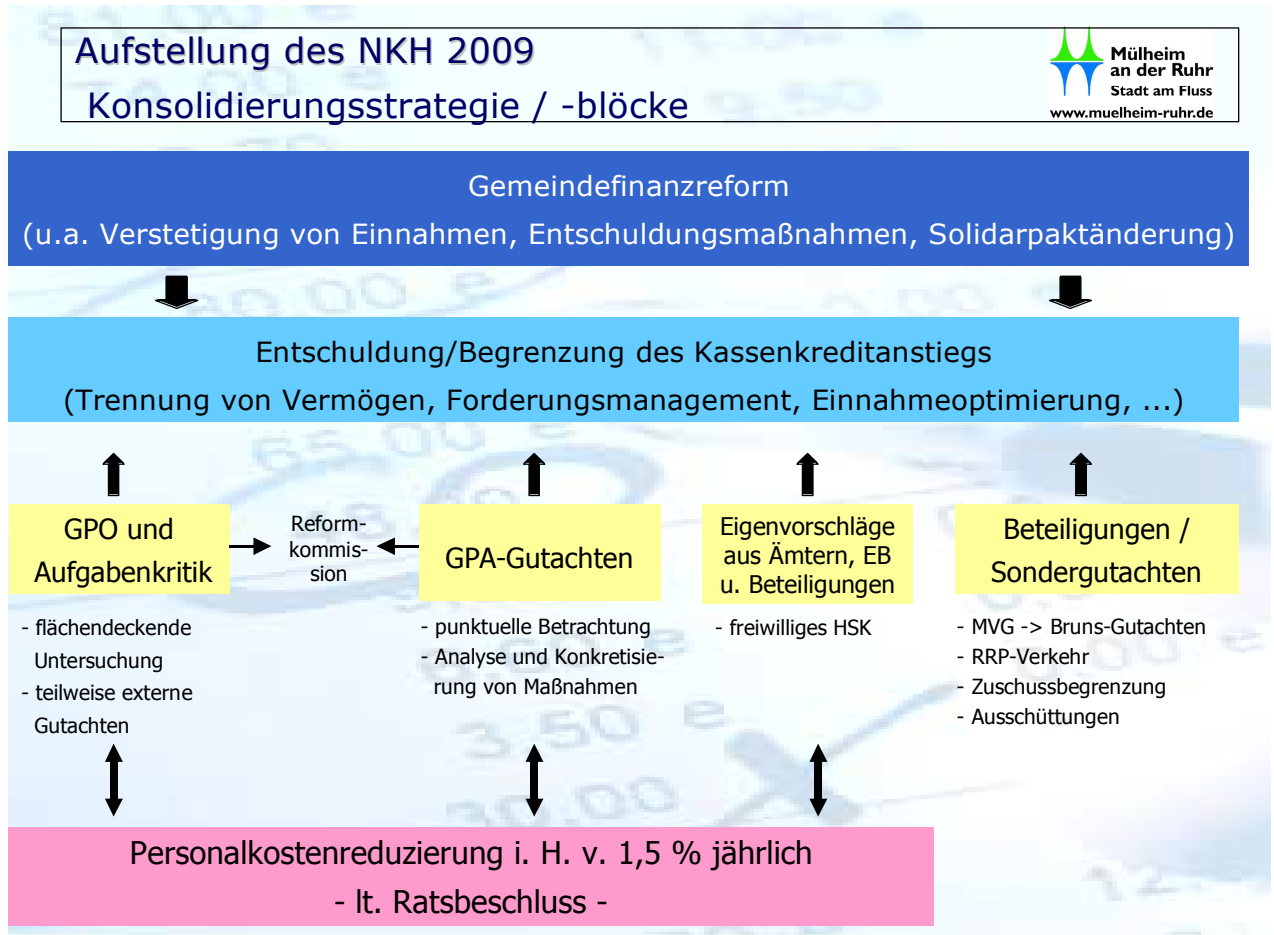 Aufstellung des NKH 2009
Konsolidierungsstrategie / -blöcke
Mülheim
an der Ruhr
Stadt am Fluss
www.muelheim-ruhr.de
Gemeindefinanzreform
(u.a. Verstetigung von Einnahmen, Entschuldungsmaßnahmen, Solidarpaktänderung)
Entschuldung/Begrenzung des Kassenkreditanstiegs
(Trennung von Vermögen, Forderungsmanagement, Einnahmeoptimierung, ...)
GPO und
Aufgabenkritik
- flächendeckende
Untersuchung
- teilweise externe
Gutachten
Reform-
kommis-
sion
GPA-Gutachten
- punktuelle Betrachtung
- Analyse und Konkretisie-
rung von Maßnahmen
Eigenvorschläge
aus Ämtern, EB
u. Beteiligungen
- freiwilliges HSK
Beteiligungen /
Sondergutachten
- MVG -> Bruns-Gutachten
- RRP-Verkehr
- Zuschussbegrenzung
- Ausschüttungen
Personalkostenreduzierung i. H. v. 1,5 % jährlich
- lt. Ratsbeschluss -